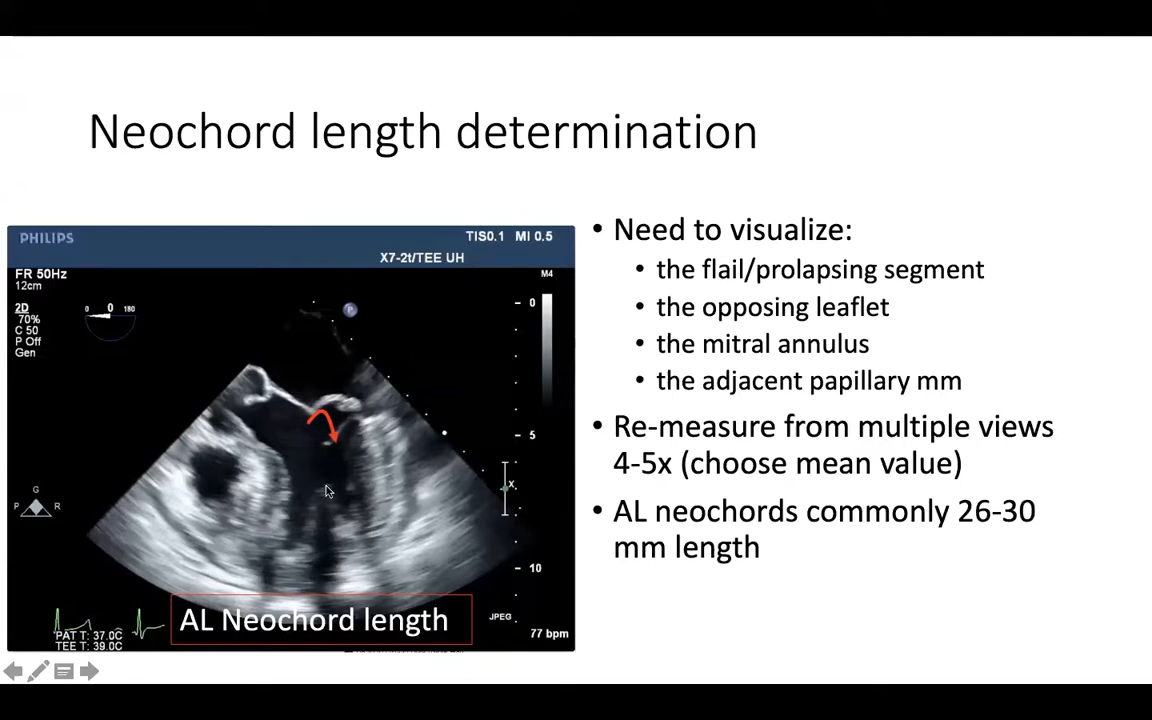 Neochord length determination
PHILIPS
TIS0.1 MI 0.5
X7-2t/TEE UH
FR 50Hz
12cm
M4
2D
70%
C 50
P Off
Gen
0 0 180
P
0
5
10
X
G
P R
JPEG
77 bpm
PAT T: 37.0C
TEE T: 39.0C
AL Neochord length
• Need to visualize:
• the flail/prolapsing segment
• the opposing leaflet
• the mitral annulus
• the adjacent papillary mm
• Re-measure from multiple views
4-5x (choose mean value)
• AL neochords commonly 26-30
mm length